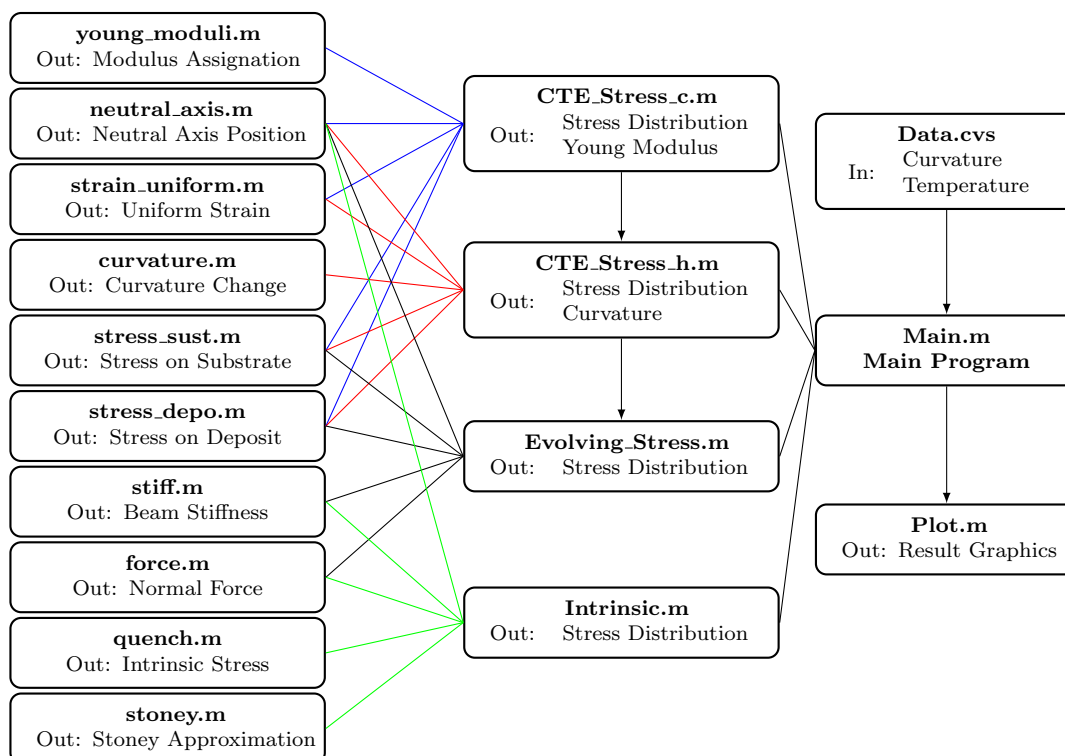 young_moduli.m
Out: Modulus Assignation
neutral_axis.m
Out: Neutral Axis Position
strain_uniform.m
Out: Uniform Strain
curvature.m
Out: Curvature Change
stress_sust.m
Out: Stress on Substrate
stress_depo.m
Out: Stress on Deposit
stiff.m
Out: Beam Stiffness
force.m
Out: Normal Force
quench.m
Out: Intrinsic Stress
stoney.m
Out: Stoney Approximation
CTE_Stress_c.m
Out: Stress Distribution
Young Modulus
CTE_Stress_h.m
Out: Stress Distribution
Curvature
Evolving_Stress.m
Out: Stress Distribution
Intrinsic.m
Out: Stress Distribution
Data.cvs
In: Curvature
Temperature
Main.m
Main Program
Plot.m
Out: Result Graphics